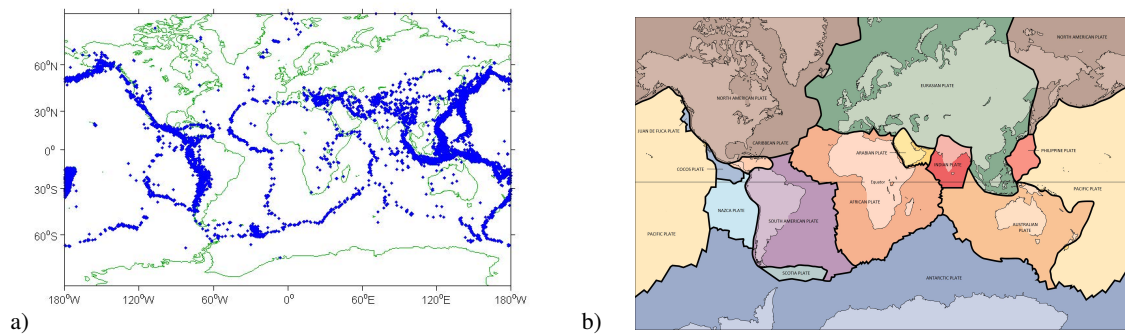 60°N
30°N
0°
30°S
60°S
180°W
120°W
60°W
0°
60°E
120°E
180°W
a)
NORTH AMERICAN PLATE
NORTH AMERICAN PLATE
EURASIAN PLATE
JUAN DE FUCA PLATE
CARIBBEAN PLATE
ARABIAN PLATE
INDIAN PLATE
PHILIPPINE PLATE
COCOS PLATE
Equator
PACIFIC PLATE
NAZCA PLATE
SOUTH AMERICAN PLATE
AFRICAN PLATE
AUSTRALIAN
PLATE
PACIFIC PLATE
SCOTIA PLATE
ANTARCTIC PLATE
b)